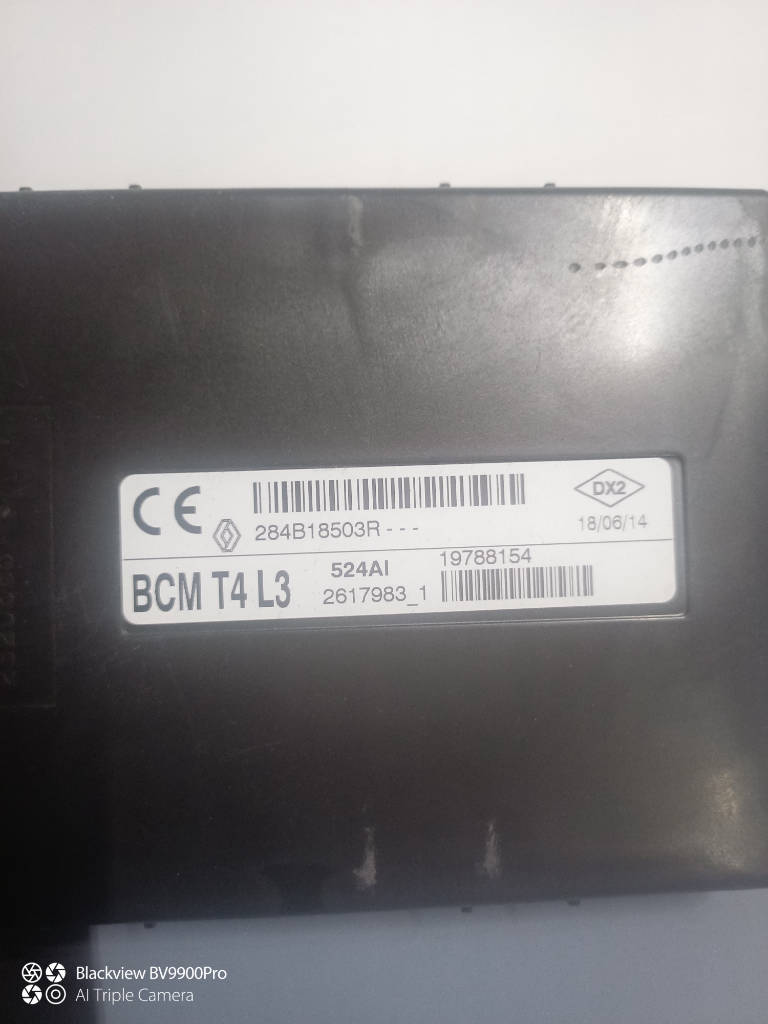 CE
284B18503R - - -
DX2
18/06/14
BCM T4 L3
524AI
2617983_1
19788154
Blackview BV9900Pro
AI Triple Camera